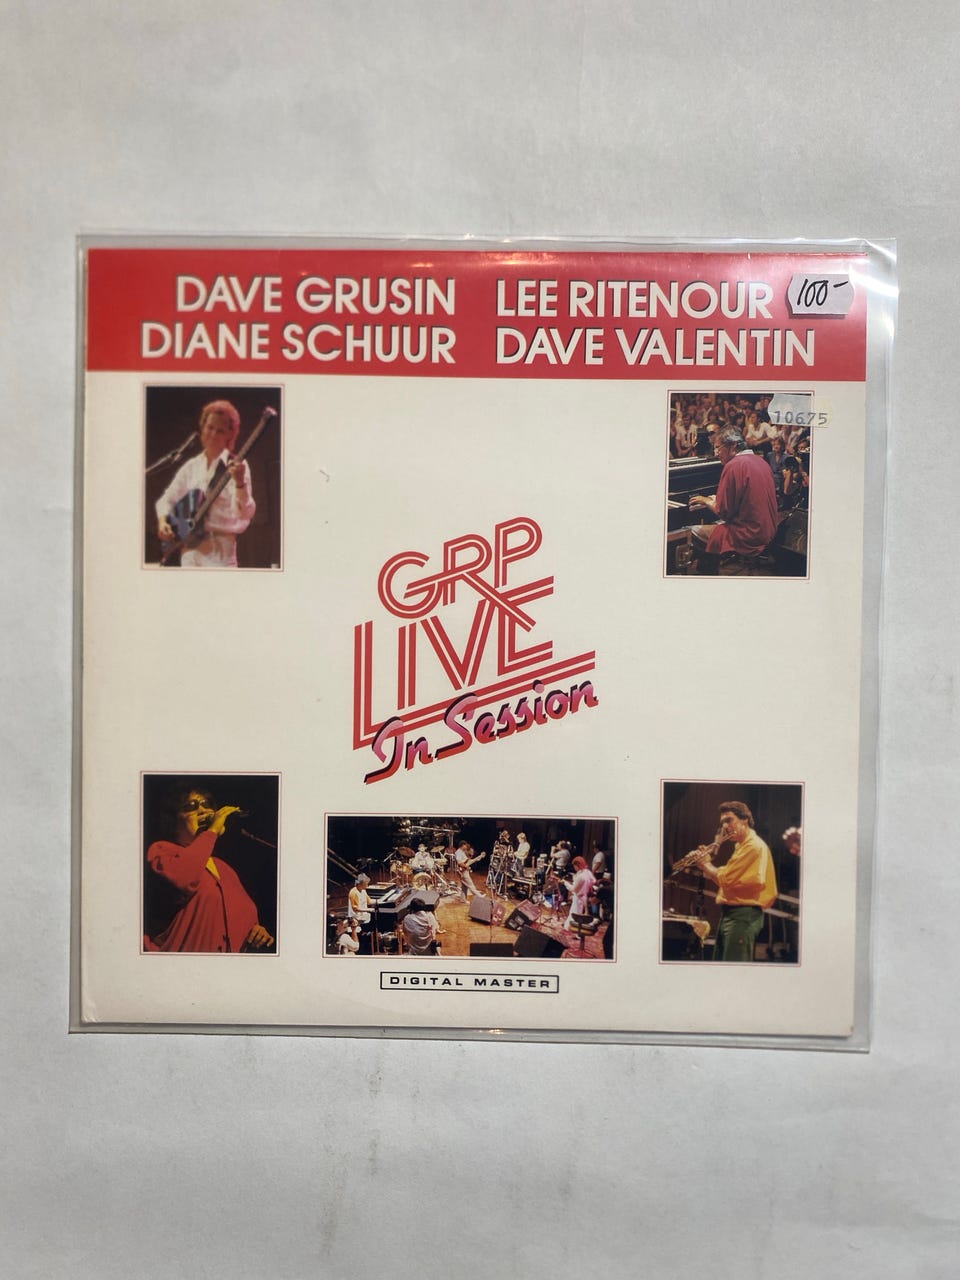 DAVE GRUSIN LEE RITENOUR
DIANE SCHUUR DAVE VALENTIN
100-
10675
GRP
LIVE
In Session
DIGITAL MASTER